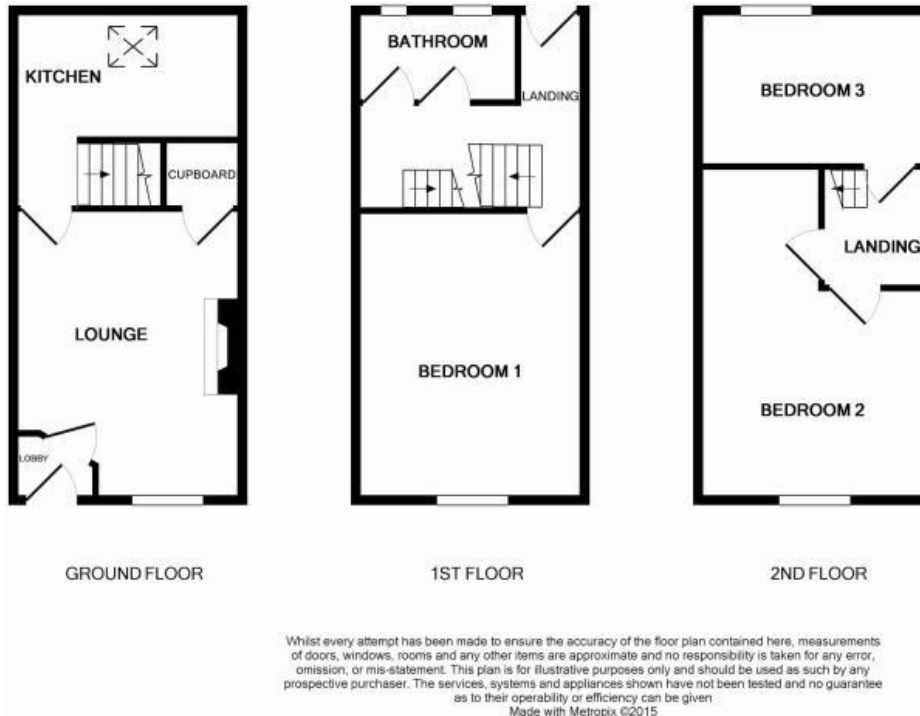 KITCHEN
CUPBOARD
LOUNGE
LOBBY
GROUND FLOOR
BATHROOM
LANDING
BEDROOM 1
1ST FLOOR
BEDROOM 3
LANDING
BEDROOM 2
2ND FLOOR
Whilst every attempt has been made to ensure the accuracy of the floor plan contained here, measurements
of doors, windows, rooms and any other items are approximate and no responsibility is taken for any error,
omission, or mis-statement. This plan is for illustrative purposes only and should be used as such by any
prospective purchaser. The services, systems and appliances shown have not been tested and no guarantee
as to their operability or efficiency can be given
Made with Metropix ©2015